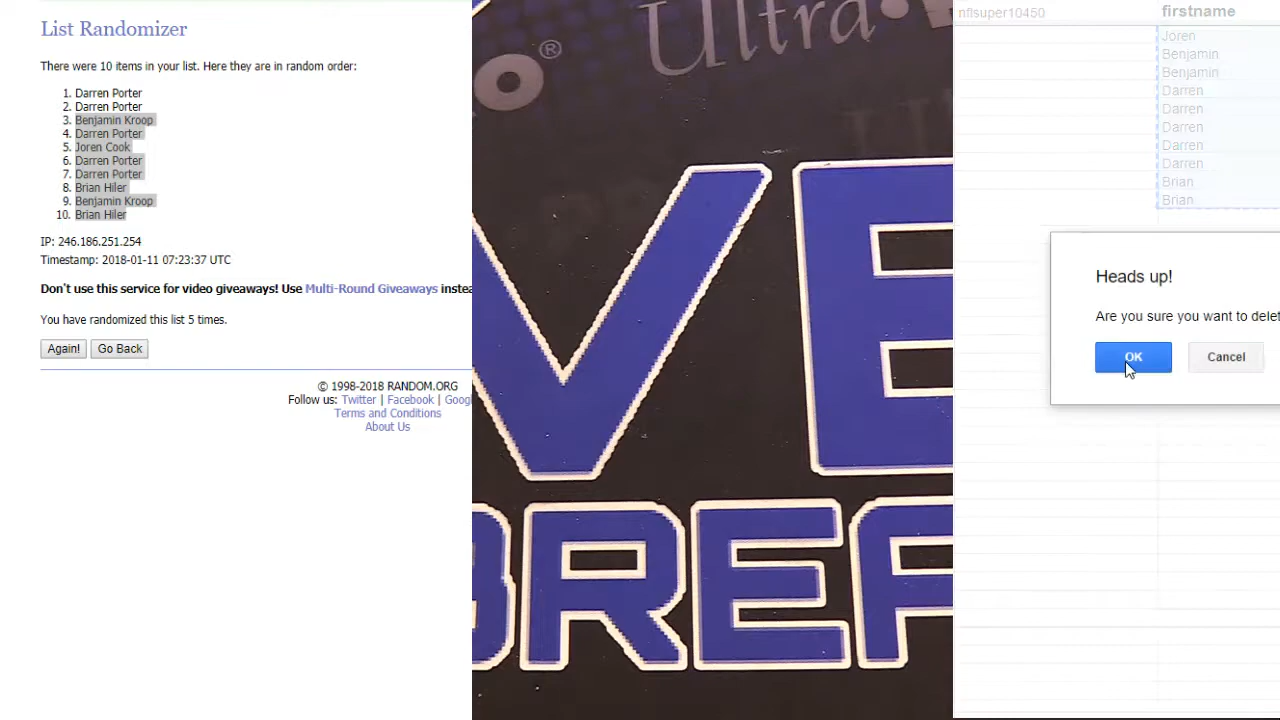 List Randomizer
There were 10 items in your list. Here they are in random order:
1. Darren Porter
2. Darren Porter
3. Benjamin Kroop
4. Darren Porter
5. Joren Cook
6. Darren Porter
7. Darren Porter
8. Brian Hiler
9. Benjamin Kroop
10. Brian Hiler
IP: 246.186.251.254
Timestamp: 2018-01-11 07:23:37 UTC
Don't use this service for video giveaways! Use Multi-Round Giveaways inste
You have randomized this list 5 times.
Again! Go Back
© 1998-2018 RANDOM.ORG
Follow us: Twitter | Facebook | Goog
Terms and Conditions
About Us
Ultra
®
VE
BREA
nflsuper10450 firstname
Joren
Benjamin
Benjamin
Darren
Darren
Darren
Darren
Darren
Brian
Brian
Heads up!
Are you sure you want to delet
OK Cancel